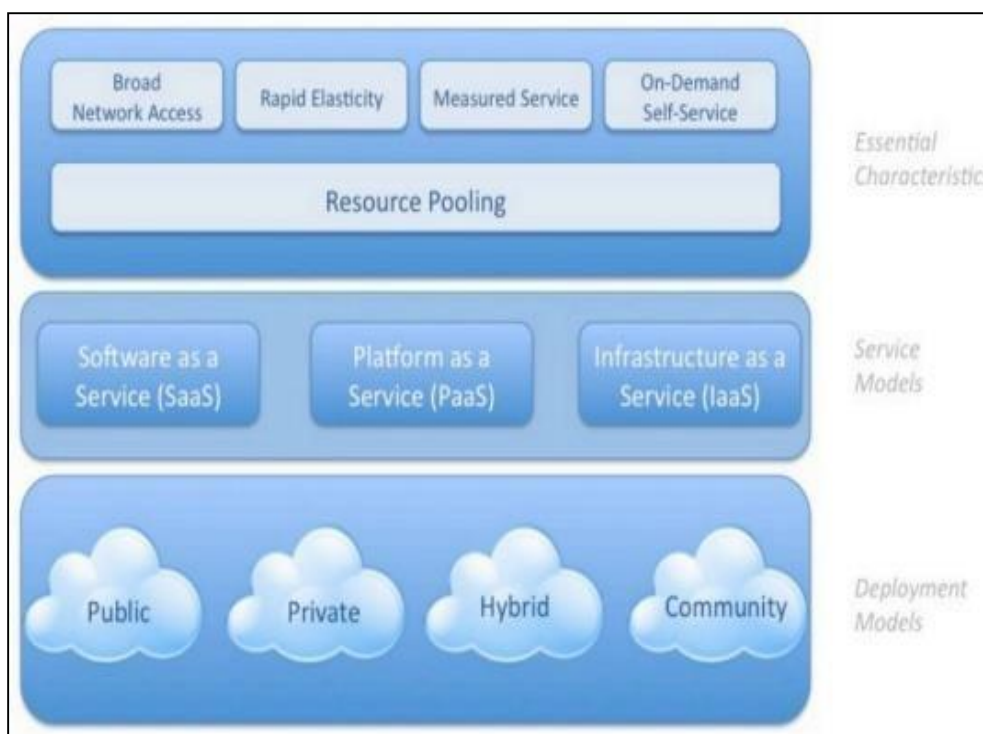 Broad
Network Access
Rapid Elasticity
Measured Service
On-Demand
Self-Service
Resource Pooling
Essential
Characteristic
Software as a
Service (SaaS)
Platform as a
Service (PaaS)
Infrastructure as a
Service (IaaS)
Service
Models
Public
Private
Hybrid
Community
Deployment
Models